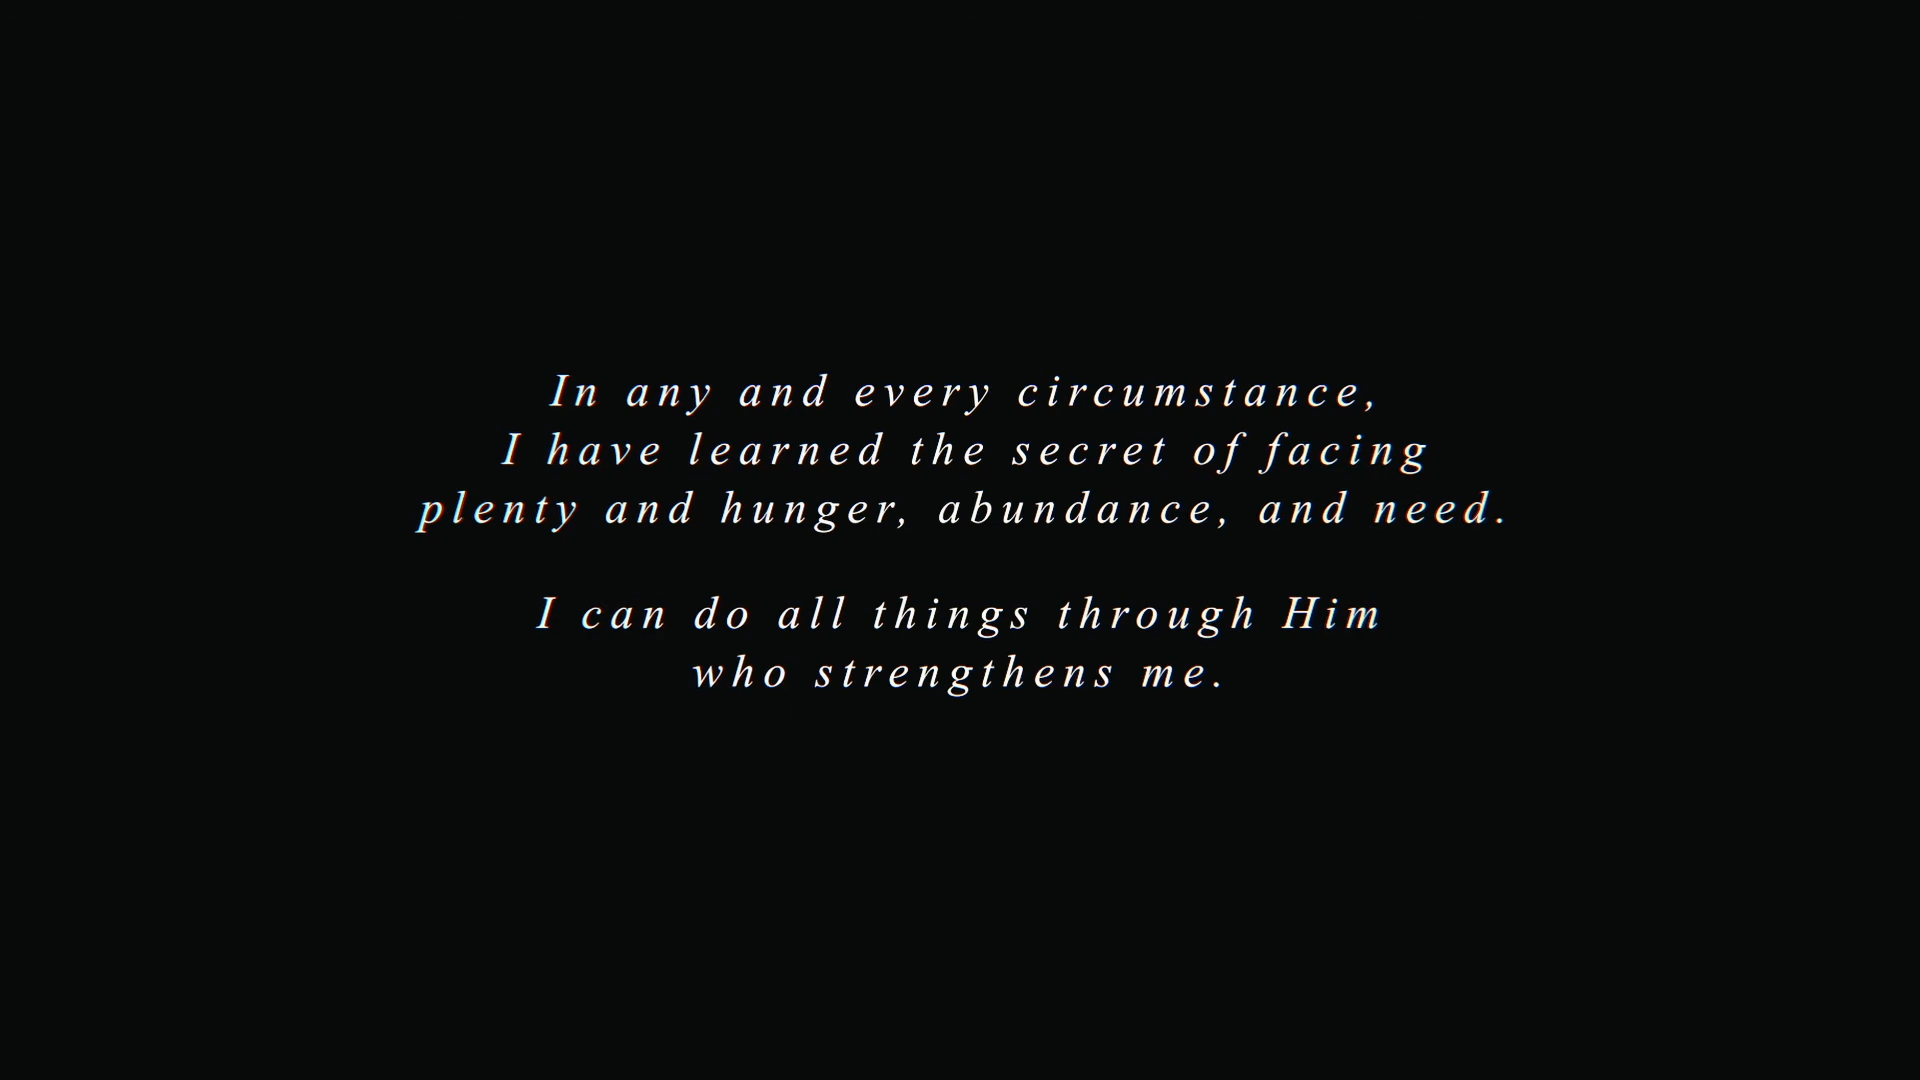 In any and every circumstance,
I have learned the secret of facing
plenty and hunger, abundance, and need.
I can do all things through Him
who strengthens me.